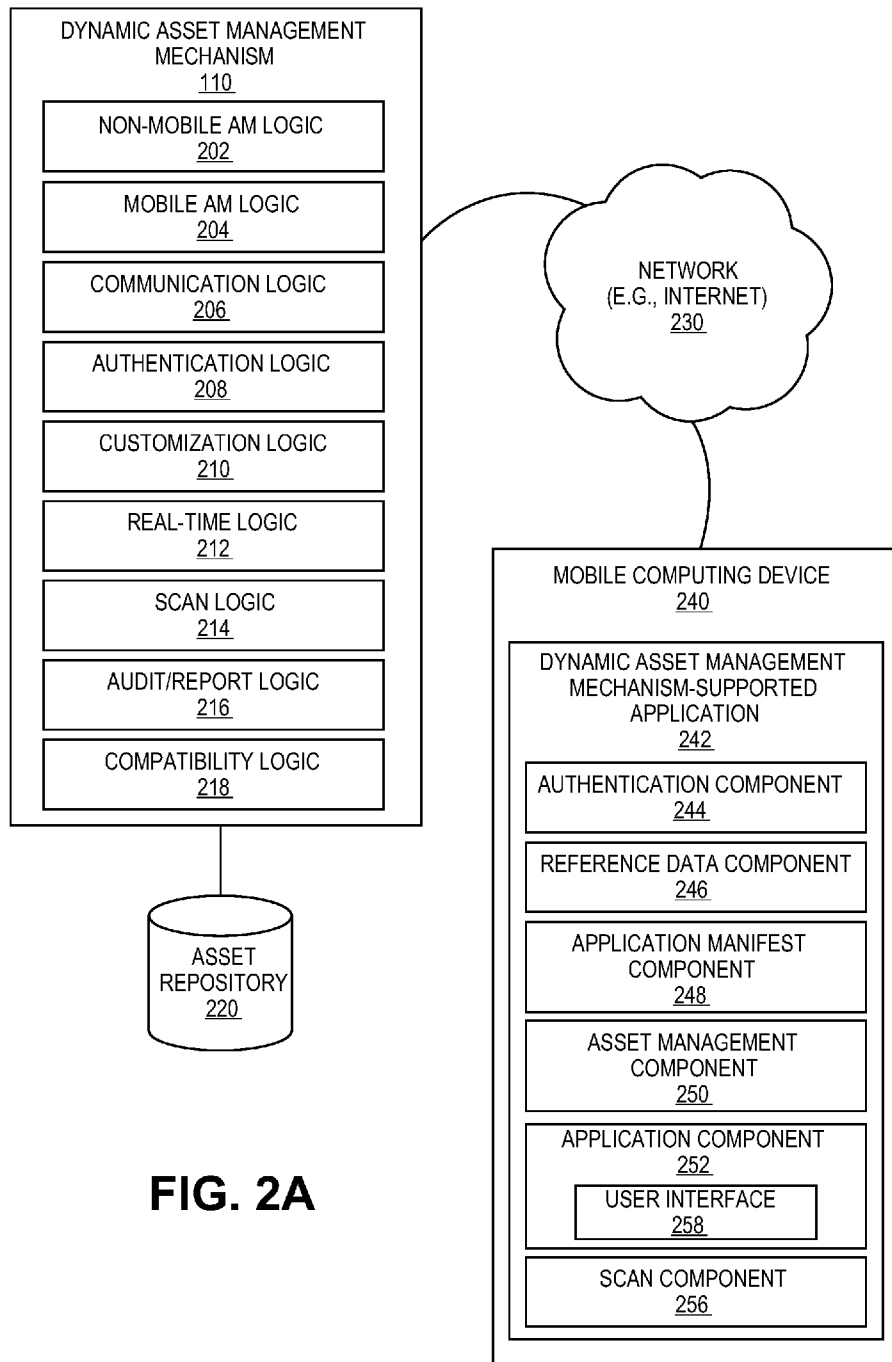 DYNAMIC ASSET MANAGEMENT
MECHANISM
110
NON-MOBILE AM LOGIC
202
MOBILE AM LOGIC
204
COMMUNICATION LOGIC
206
AUTHENTICATION LOGIC
208
CUSTOMIZATION LOGIC
210
REAL-TIME LOGIC
212
SCAN LOGIC
214
AUDIT/REPORT LOGIC
216
COMPATIBILITY LOGIC
218
ASSET
REPOSITORY
220
NETWORK
(E.G., INTERNET)
230
MOBILE COMPUTING DEVICE
240
DYNAMIC ASSET MANAGEMENT
MECHANISM-SUPPORTED
APPLICATION
242
AUTHENTICATION COMPONENT
244
REFERENCE DATA COMPONENT
246
APPLICATION MANIFEST
COMPONENT
248
ASSET MANAGEMENT
COMPONENT
250
APPLICATION COMPONENT
252
USER INTERFACE
258
SCAN COMPONENT
256
FIG. 2A